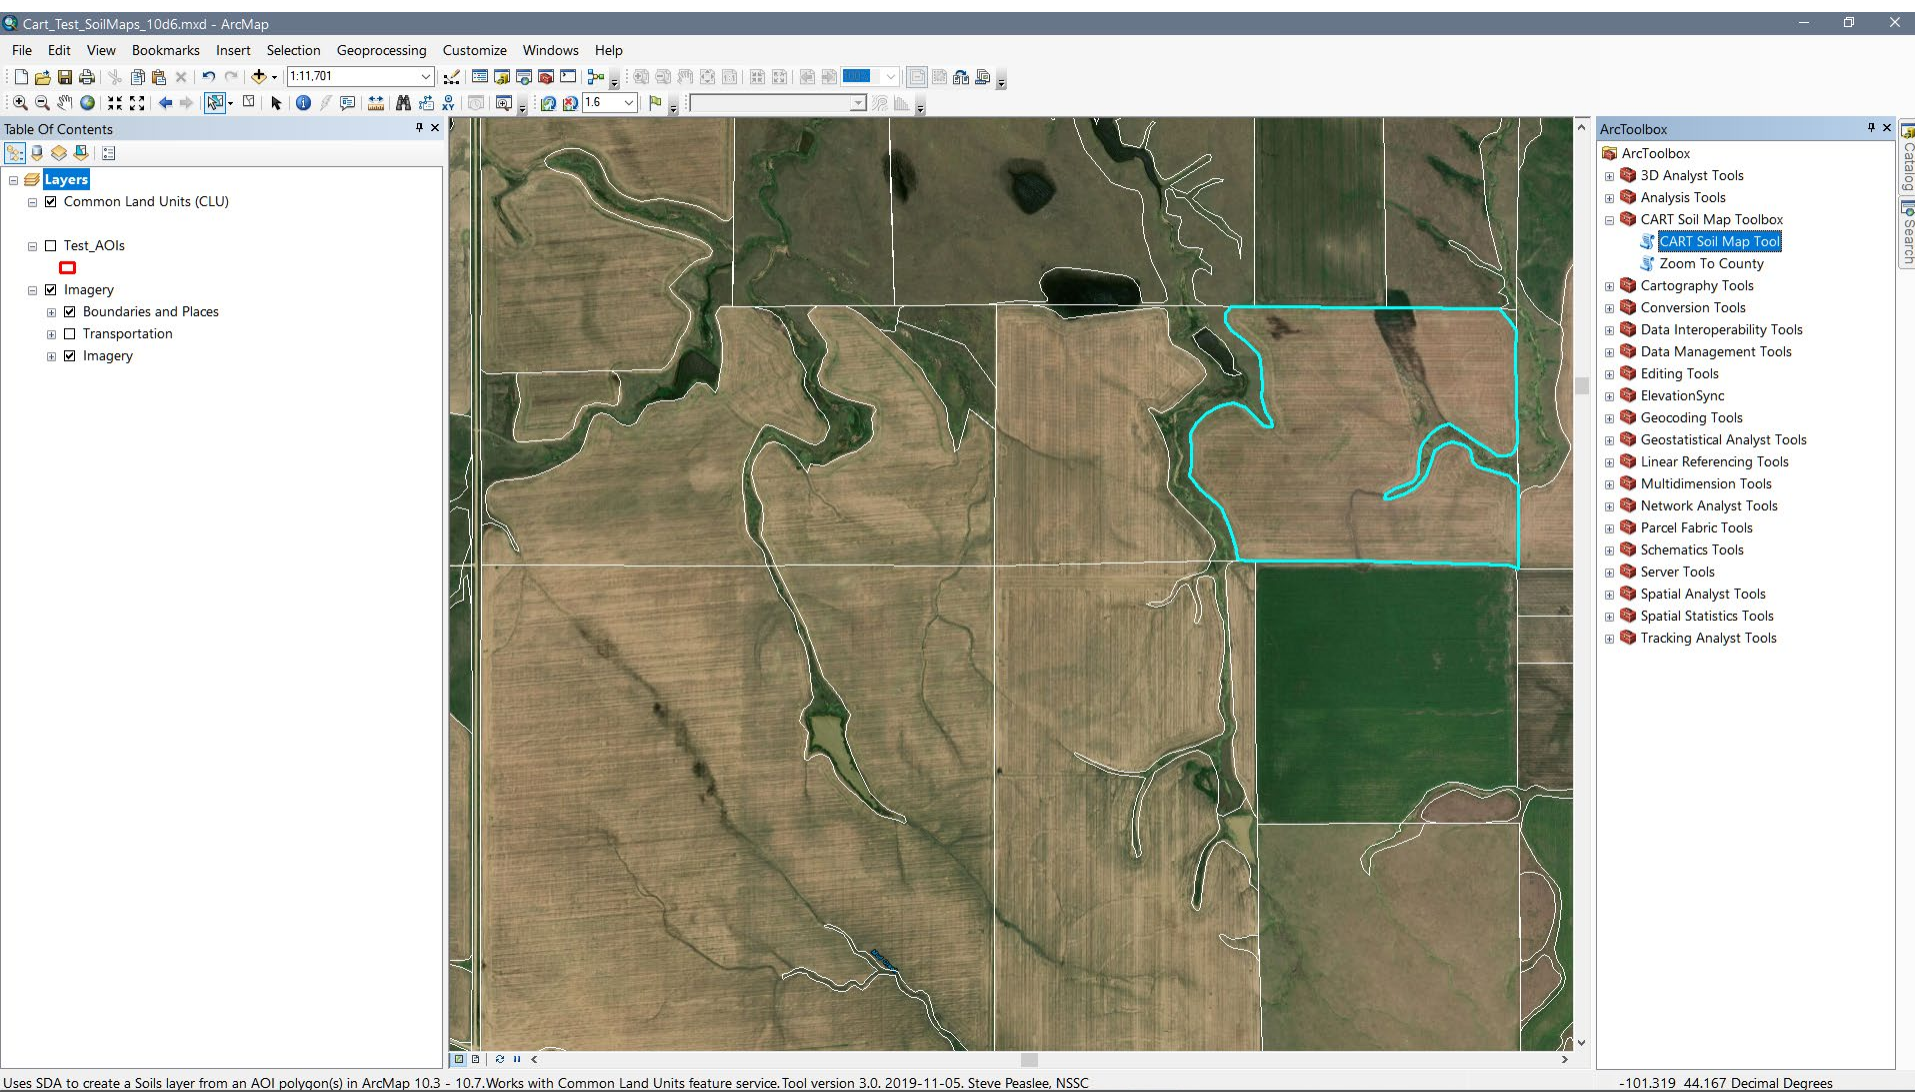 Cart_Test_SoilMaps_10d6.mxd - ArcMap
File Edit View Bookmarks Insert Selection Geoprocessing Customize Windows Help
1:11,701
1.6
Table Of Contents
Layers
Common Land Units (CLU)
Test_AOIs
Imagery
Boundaries and Places
Transportation
Imagery
ArcToolbox
ArcToolbox
3D Analyst Tools
Analysis Tools
CART Soil Map Toolbox
CART Soil Map Tool
Zoom To County
Cartography Tools
Conversion Tools
Data Interoperability Tools
Data Management Tools
Editing Tools
ElevationSync
Geocoding Tools
Geostatistical Analyst Tools
Linear Referencing Tools
Multidimension Tools
Network Analyst Tools
Parcel Fabric Tools
Schematics Tools
Server Tools
Spatial Analyst Tools
Spatial Statistics Tools
Tracking Analyst Tools
Catalog
Search
Uses SDA to create a Soils layer from an AOI polygon(s) in ArcMap 10.3 - 10.7.Works with Common Land Units feature service. Tool version 3.0. 2019-11-05. Steve Peaslee, NSSC
-101.319 44.167 Decimal Degrees